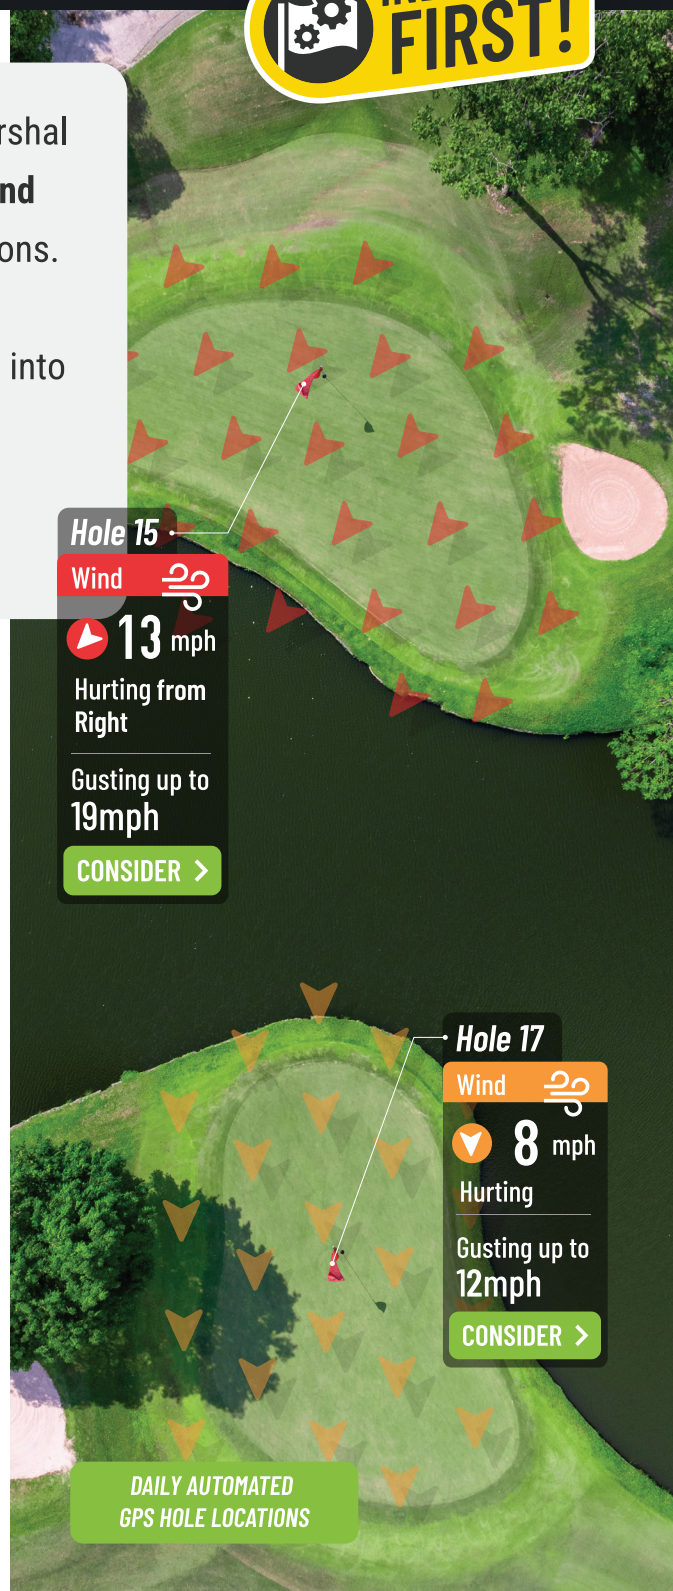 FIRST!
rshal
nd
ons.
into
Hole 15
Wind
13 mph
Hurting from
Right
Gusting up to
19mph
CONSIDER
Hole 17
Wind
8 mph
Hurting
Gusting up to
12mph
CONSIDER
DAILY AUTOMATED
GPS HOLE LOCATIONS